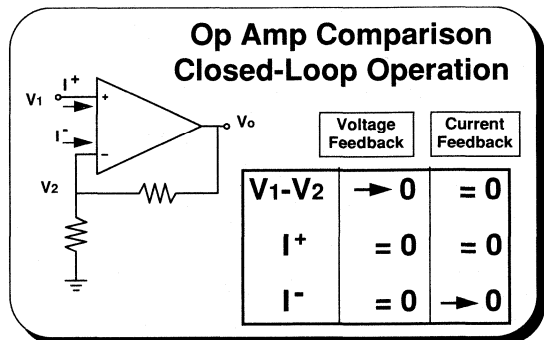 Op Amp Comparison
Closed-Loop Operation
I+
V1
+
I-
−
Vo
V2
Voltage Feedback
Current Feedback
V1-V2 → 0 = 0
I+ = 0 = 0
I- = 0 → 0